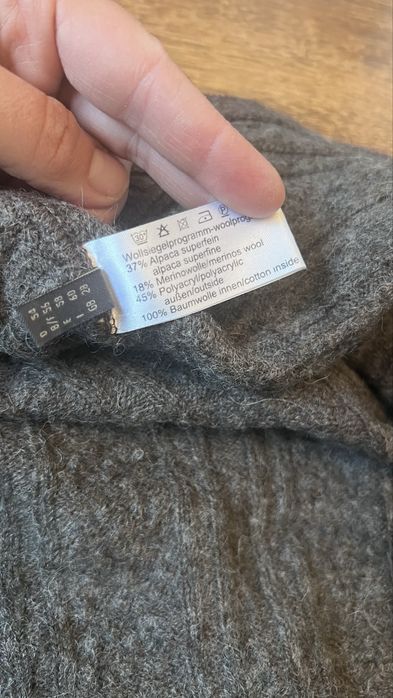 30°
P
Wollsiegelprogramm-woolprog
37% Alpaca superfein
alpaca superfine
18% Merinowolle/merinos wool
45% Polyacryl/polyacrylic
außen/outside
100% Baumwolle innen/cotton inside